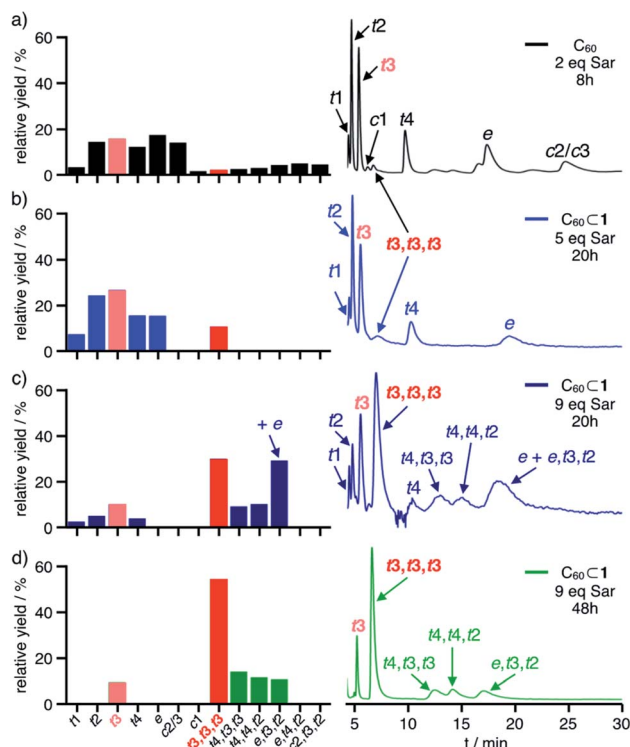 a)
relative yield / %
60
40
20
0
t1
t2
t3
c1
t4
e
c2/c3
C60
2 eq Sar
8h
b)
relative yield / %
60
40
20
0
t1
t2
t3
t3,t3,t3
t4
e
C60⊂1
5 eq Sar
20h
c)
relative yield / %
60
40
20
0
+ e
t1
t2
t3
t3,t3,t3
t4
t4,t3,t3
t4,t4,t2
e + e,t3,t2
C60⊂1
9 eq Sar
20h
d)
relative yield / %
60
40
20
0
t3
t3,t3,t3
t4,t3,t3
t4,t4,t2
e,t3,t2
C60⊂1
9 eq Sar
48h
t1 t2 t3 t4 e c2/3 c1 t3,t3,t3 t4,t3,t3 t4,t4,t2 e,t3,t2 e,t4,t2 c2,t3,t2
5 10 15 20 25 30
t / min